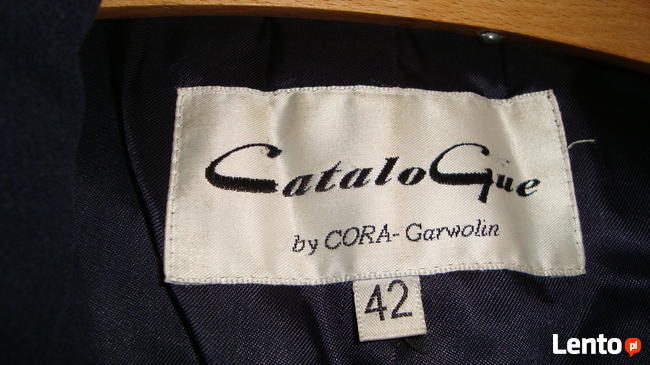 CataloGue
by CORA- Garwolin
42
Lento.pl